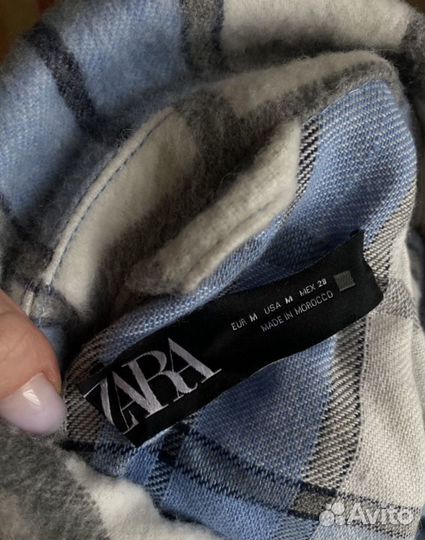 ZARA
EUR M USA M MEX 28
MADE IN MOROCCO
Avito